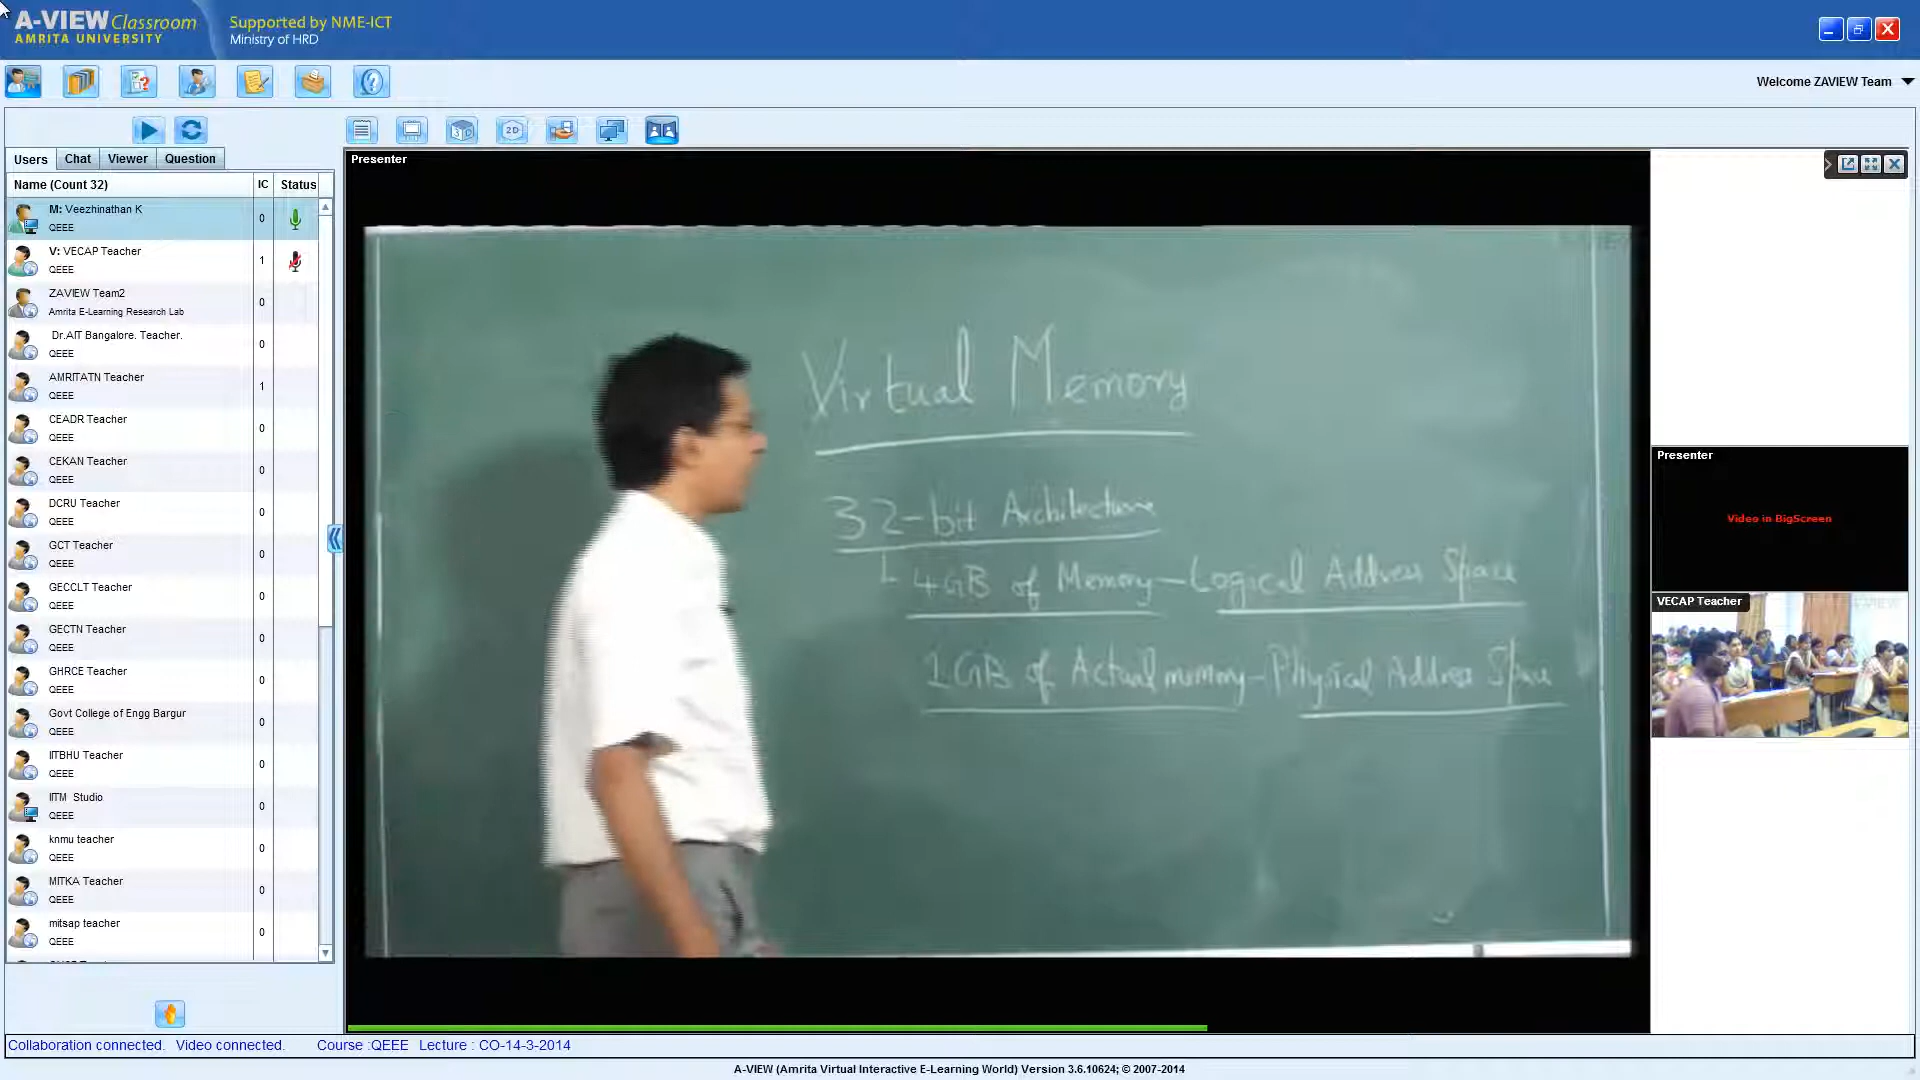 A-VIEW Classroom
AMRITA UNIVERSITY
Supported by NME-ICT
Ministry of HRD
Welcome ZAVIEW Team
3D
2D
Users
Chat
Viewer
Question
Name (Count 32)
IC
Status
M: Veezhinathan K
QEEE
0
V: VECAP Teacher
QEEE
1
ZAVIEW Team2
Amrita E-Learning Research Lab
0
Dr.AIT Bangalore. Teacher.
QEEE
0
AMRITATN Teacher
QEEE
1
CEADR Teacher
QEEE
0
CEKAN Teacher
QEEE
0
DCRU Teacher
QEEE
0
GCT Teacher
QEEE
0
GECCLT Teacher
QEEE
0
GECTN Teacher
QEEE
0
GHRCE Teacher
QEEE
0
Govt College of Engg Bargur
QEEE
0
IITBHU Teacher
QEEE
0
IITM Studio
QEEE
0
knmu teacher
QEEE
0
MITKA Teacher
QEEE
0
mitsap teacher
QEEE
0
Presenter
Virtual Memory
32-bit Architecture
4GB of Memory - Logical Address Space
1GB of Actual memory - Physical Address Space
Presenter
Video in BigScreen
VECAP Teacher
Collaboration connected. Video connected. Course :QEEE Lecture : CO-14-3-2014
A-VIEW (Amrita Virtual Interactive E-Learning World) Version 3.6.10624; © 2007-2014